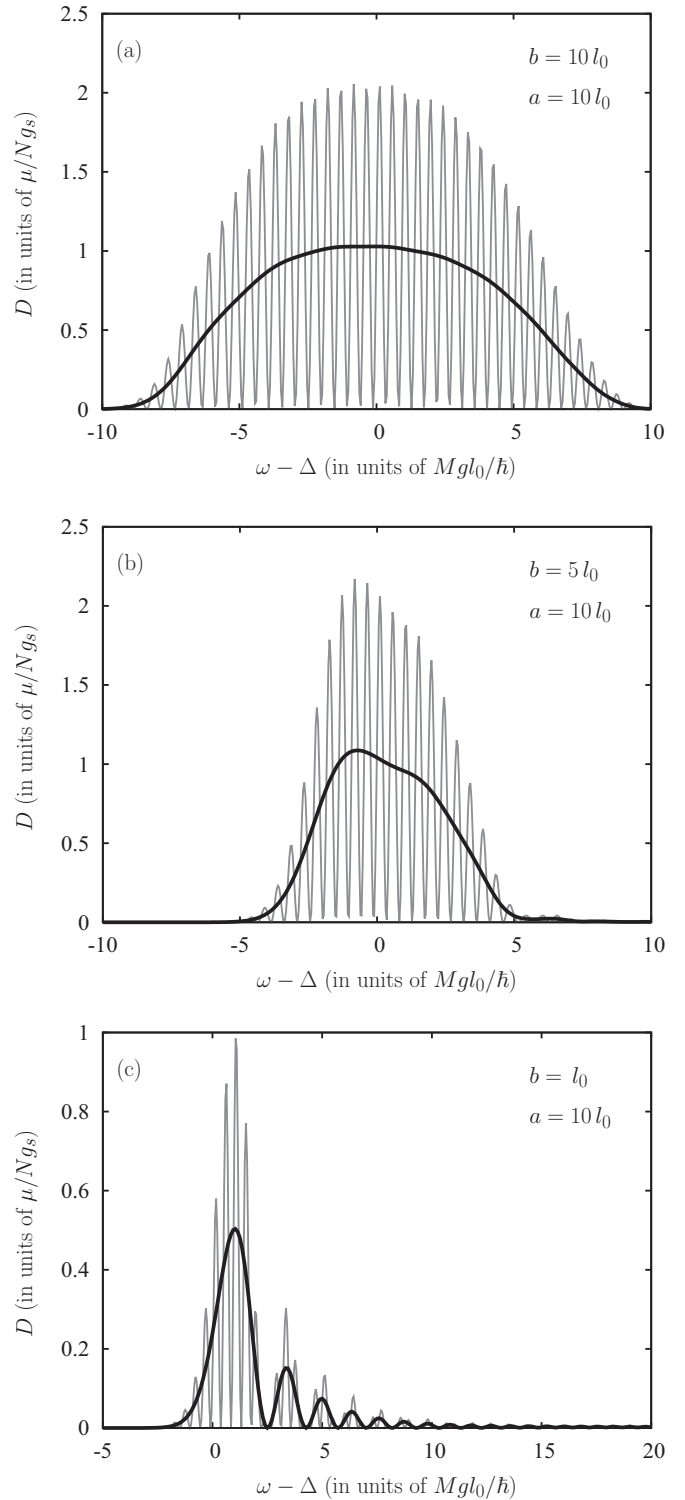 2.5
(a)
b = 10 l₀
2
a = 10 l₀
1.5
D (in units of μ/Ngₛ)
1
0.5
0
-10 -5 0 5 10
ω − Δ (in units of Mgl₀/ħ)
2.5
(b)
b = 5 l₀
2
a = 10 l₀
1.5
D (in units of μ/Ngₛ)
1
0.5
0
-10 -5 0 5 10
ω − Δ (in units of Mgl₀/ħ)
1
(c)
b = l₀
a = 10 l₀
0.8
0.6
D (in units of μ/Ngₛ)
0.4
0.2
0
-5 0 5 10 15 20
ω − Δ (in units of Mgl₀/ħ)